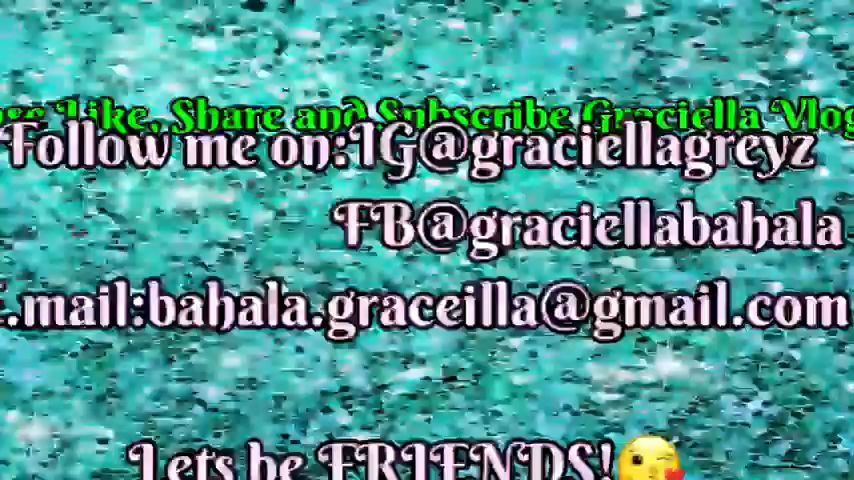 Like, Share and Subscribe Graciella Vlog
Follow me on:IG@graciellagreyz
FB@graciellabahala
E.mail:bahala.graceilla@gmail.com
Lets be FRIENDS!😘